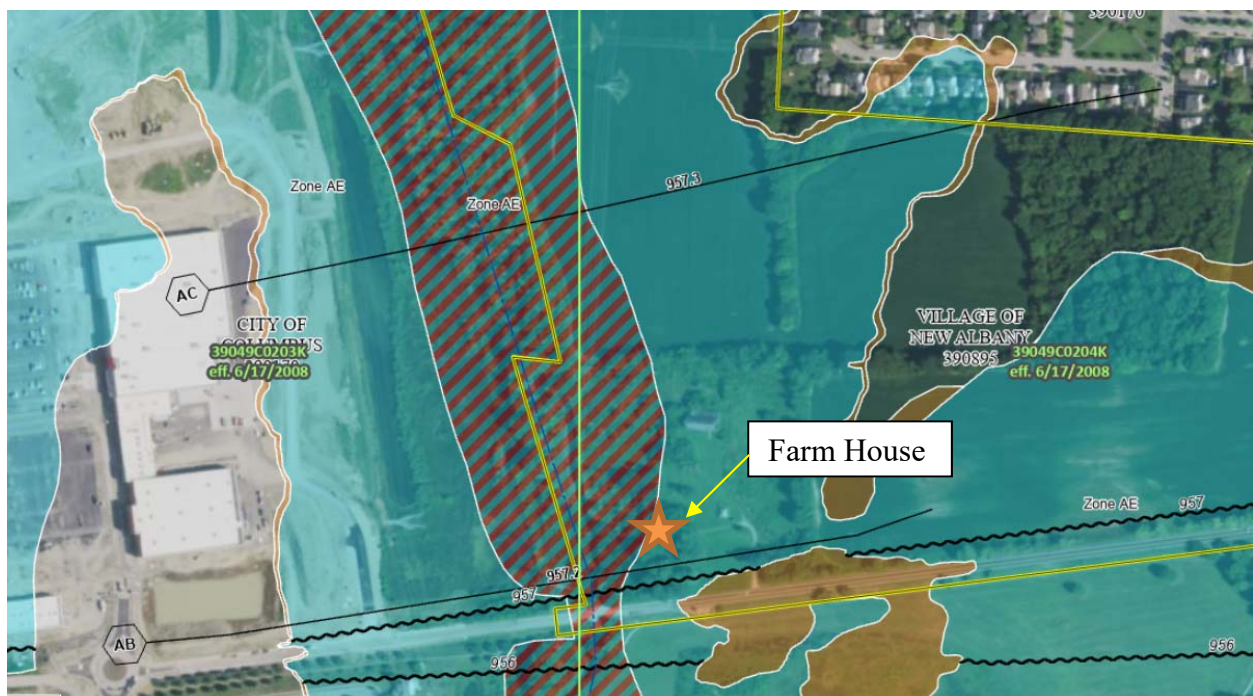 390170
Zone AE
957.3
Zone AE
AC
CITY OF
COLUMBUS
39049C0203K
eff. 6/17/2008
VILLAGE OF
NEW ALBANY
390895
39049C0204K
eff. 6/17/2008
Farm House
Zone AE
957
957.2
957
AB
956
956